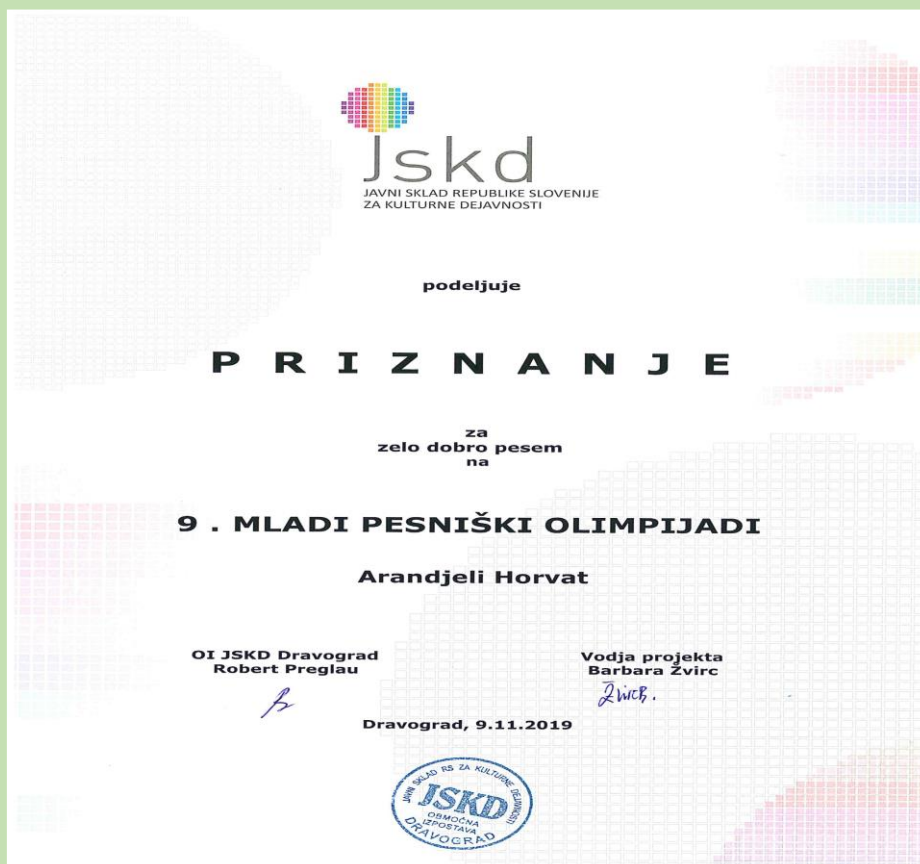 Jskd
JAVNI SKLAD REPUBLIKE SLOVENIJE
ZA KULTURNE DEJAVNOSTI
podeljuje
PRIZNANJE
za
zelo dobro pesem
na
9 . MLADI PESNIŠKI OLIMPIJADI
Arandjeli Horvat
OI JSKD Dravograd
Robert Preglau
Vodja projekta
Barbara Žvirc
Dravograd, 9.11.2019
JAVNI SKLAD RS ZA KULTURNE DEJAVNOSTI
JSKD
OBMOČNA
IZPOSTAVA
DRAVOGRAD